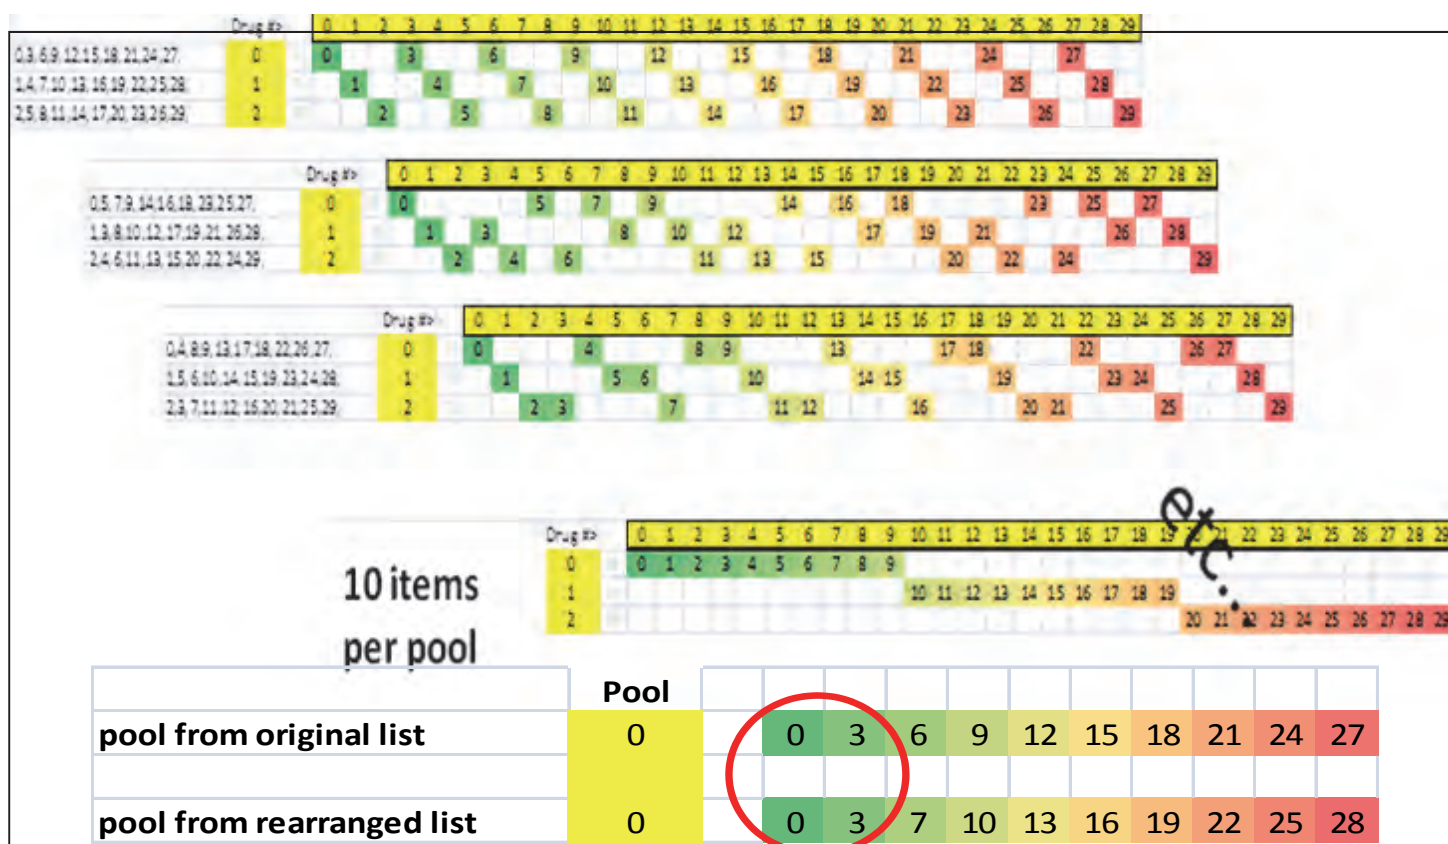 Drug #> 0 1 2 3 4 5 6 7 8 9 10 11 12 13 14 15 16 17 18 19 20 21 22 23 24 25 26 27 28 29
0,3,6,9,12,15,18,21,24,27, 0 0 3 6 9 12 15 18 21 24 27
1,4,7,10,13,16,19,22,25,28, 1 1 4 7 10 13 16 19 22 25 28
2,5,8,11,14,17,20,23,26,29, 2 2 5 8 11 14 17 20 23 26 29
Drug #> 0 1 2 3 4 5 6 7 8 9 10 11 12 13 14 15 16 17 18 19 20 21 22 23 24 25 26 27 28 29
0,5,7,9,14,16,18,23,25,27, 0 0 5 7 9 14 16 18 23 25 27
1,3,8,10,12,17,19,21,26,28, 1 1 3 8 10 12 17 19 21 26 28
2,4,6,11,13,15,20,22,24,29, 2 2 4 6 11 13 15 20 22 24 29
Drug #> 0 1 2 3 4 5 6 7 8 9 10 11 12 13 14 15 16 17 18 19 20 21 22 23 24 25 26 27 28 29
0,4,8,9,13,17,18,22,26,27, 0 0 4 8 9 13 17 18 22 26 27
1,5,6,10,14,15,19,23,24,28, 1 1 5 6 10 14 15 19 23 24 28
2,3,7,11,12,16,20,21,25,29, 2 2 3 7 11 12 16 20 21 25 29
etc...
Drug #> 0 1 2 3 4 5 6 7 8 9 10 11 12 13 14 15 16 17 18 19 21 22 23 24 25 26 27 28 29
0 0 1 2 3 4 5 6 7 8 9
1 10 11 12 13 14 15 16 17 18 19
2 20 21 22 23 24 25 26 27 28 29
10 items
per pool
Pool
pool from original list 0 0 3 6 9 12 15 18 21 24 27
pool from rearranged list 0 0 3 7 10 13 16 19 22 25 28